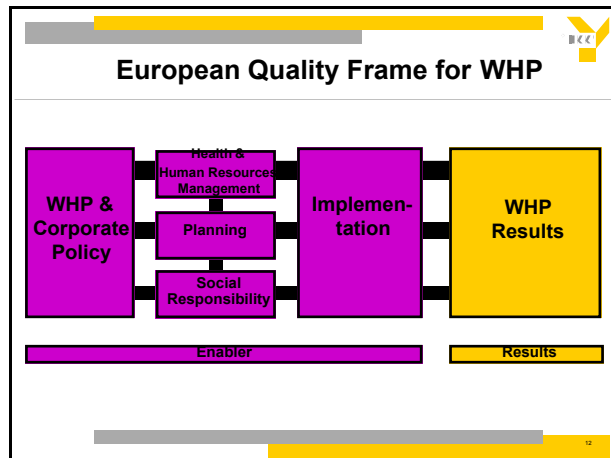 European Quality Frame for WHP
WHP &
Corporate
Policy
Health &
Human Resources
Management
Planning
Social
Responsibility
Implemen-
tation
WHP
Results
Enabler
Results
12